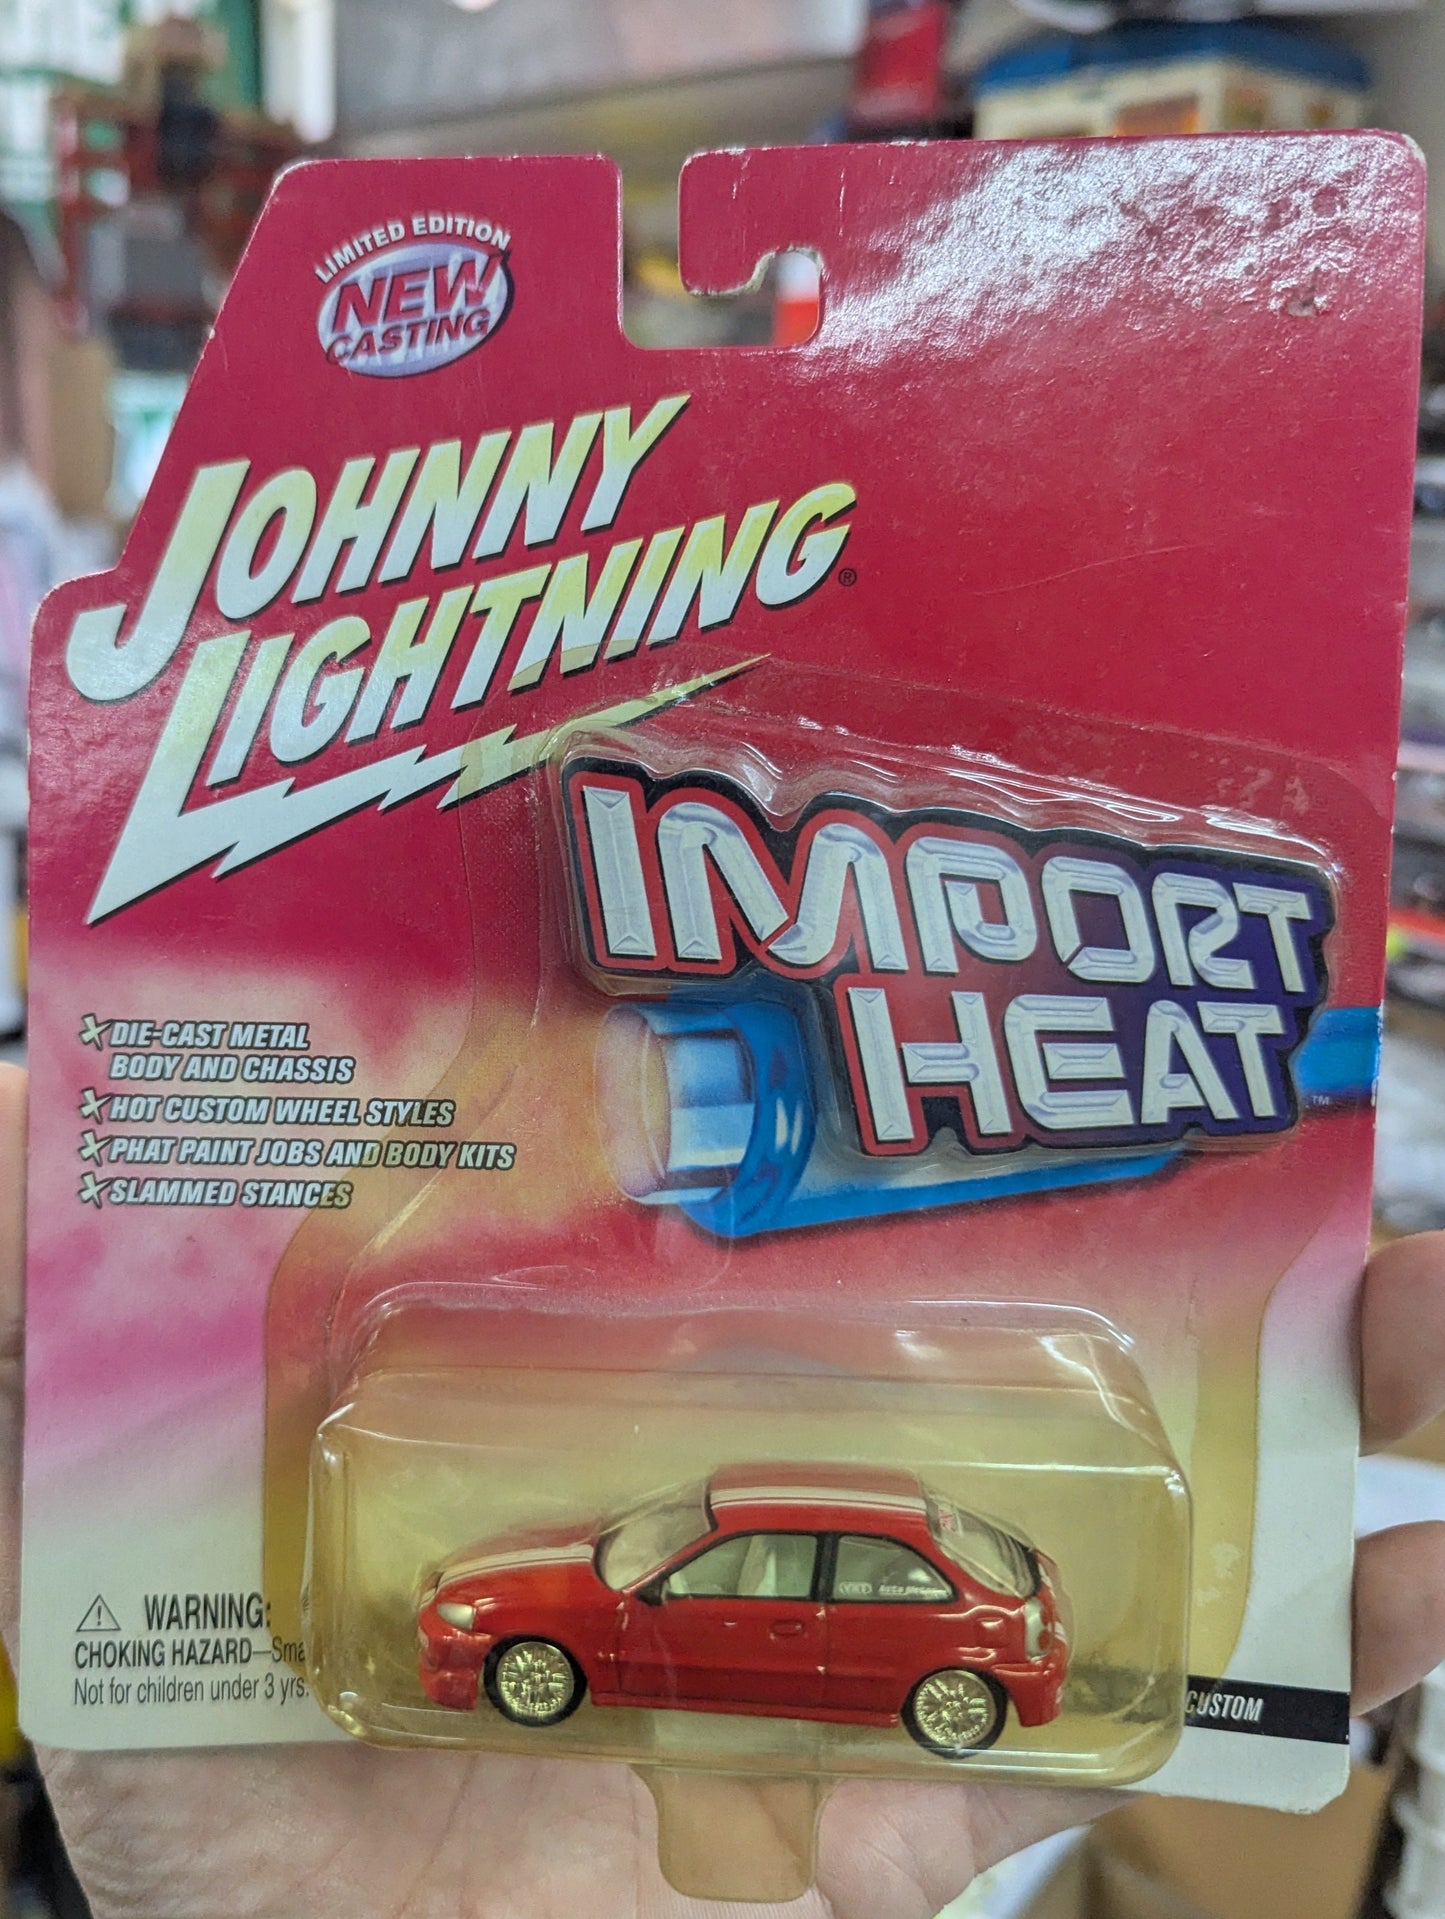 LIMITED EDITION
NEW
CASTING
JOHNNY
LIGHTNING®
IMPORT
HEAT
™
DIE-CAST METAL
BODY AND CHASSIS
HOT CUSTOM WHEEL STYLES
PHAT PAINT JOBS AND BODY KITS
SLAMMED STANCES
WARNING:
CHOKING HAZARD—Sma
Not for children under 3 yrs.
CUSTOM